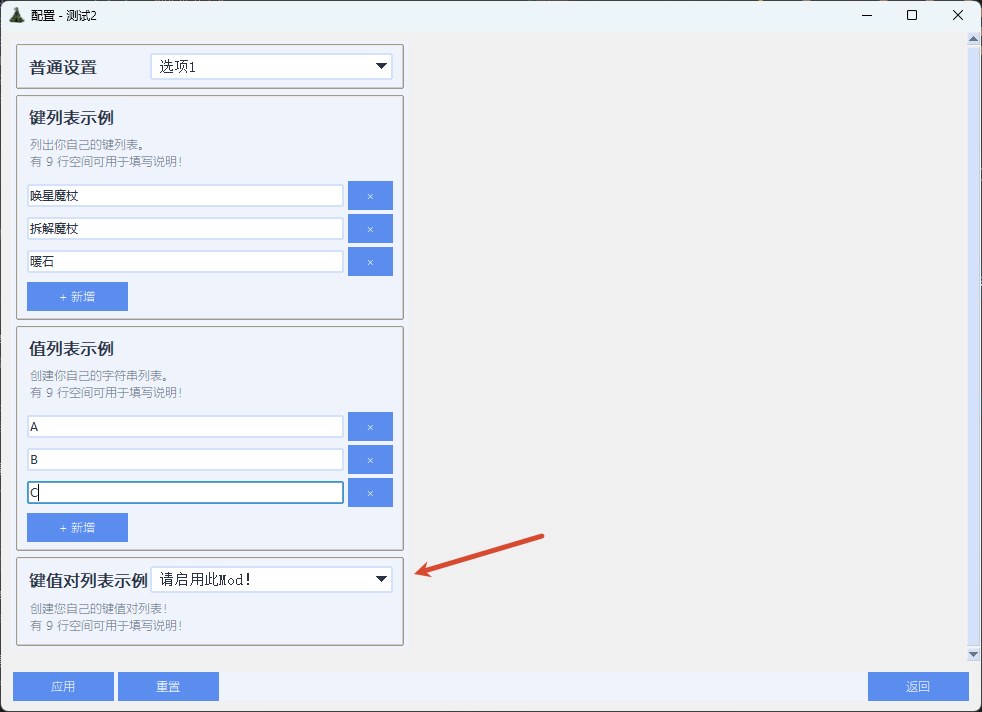 配置 - 测试2
普通设置 选项1
键列表示例
列出你自己的键列表。
有 9 行空间可用于填写说明!
唤星魔杖 ×
拆解魔杖 ×
暖石 ×
+ 新增
值列表示例
创建你自己的字符串列表。
有 9 行空间可用于填写说明!
A ×
B ×
C ×
+ 新增
键值对列表示例 请启用此Mod!
创建您自己的键值对列表!
有 9 行空间可用于填写说明!
应用 重置 返回